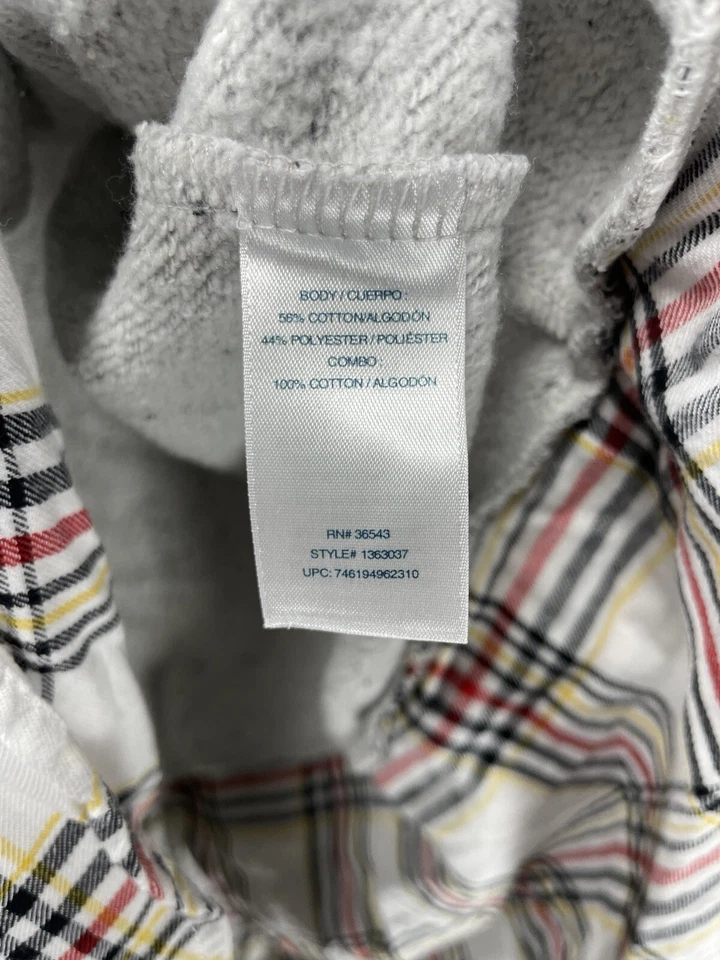 BODY / CUERPO :
56% COTTON/ALGODÓN
44% POLYESTER / POLIÉSTER
COMBO :
100% COTTON / ALGODÓN
RN# 36543
STYLE# 1363037
UPC: 746194962310